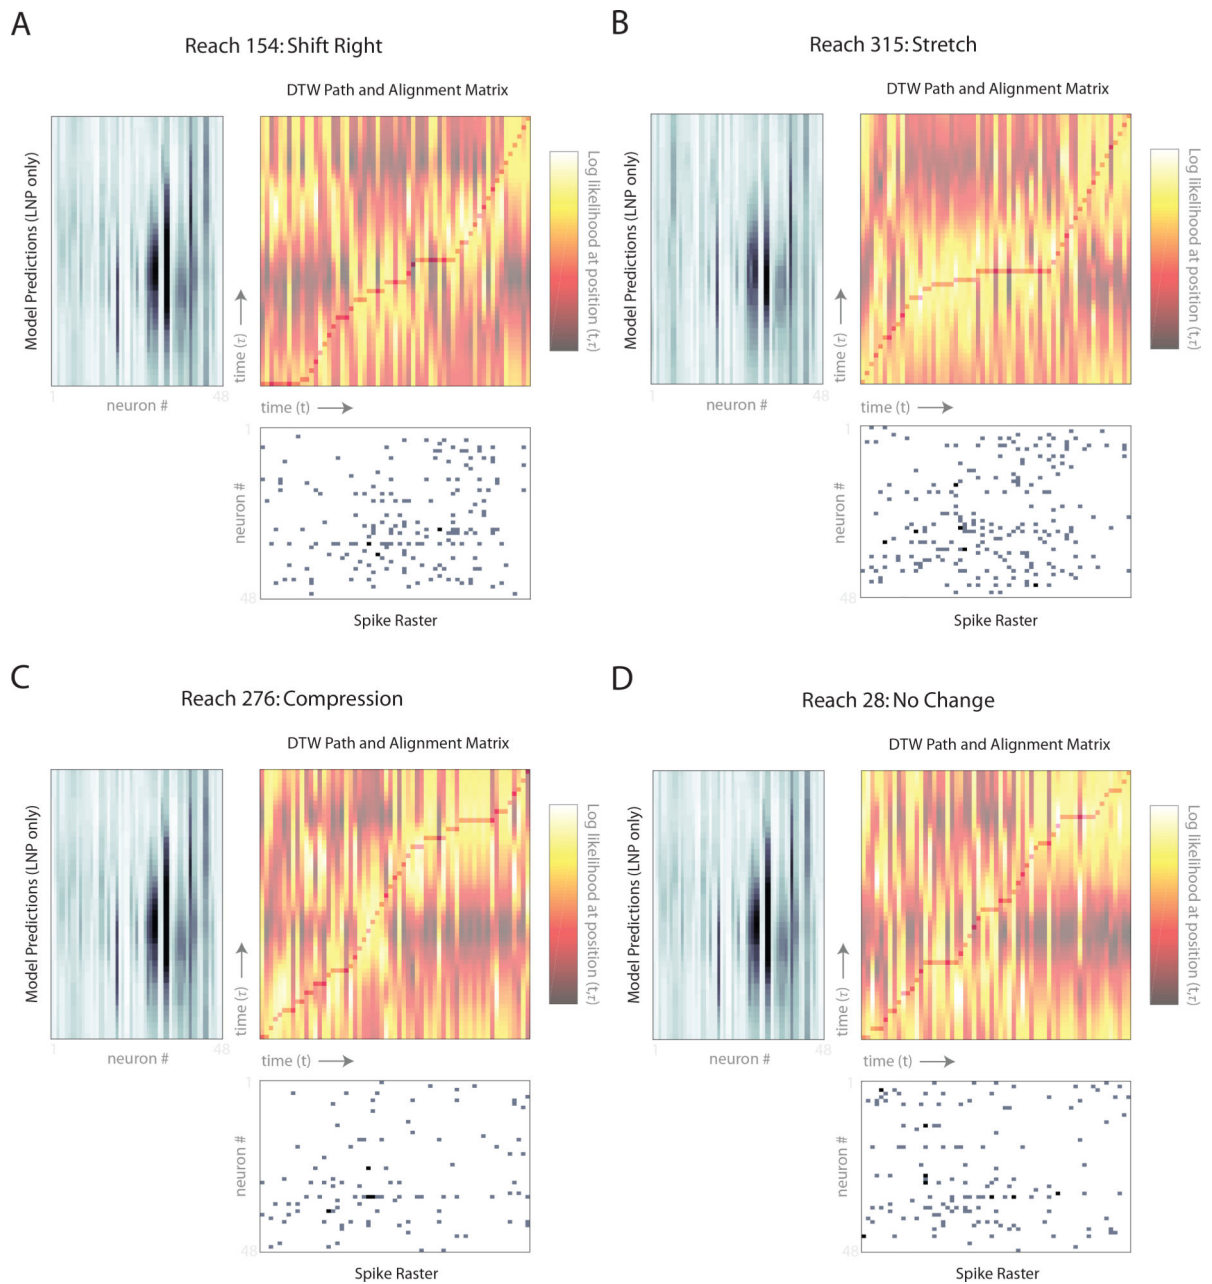 A
Reach 154: Shift Right
DTW Path and Alignment Matrix
Model Predictions (LNP only)
time (τ)
Log likelihood at position (t,τ)
1
48
neuron #
time (t)
1
neuron #
48
Spike Raster
B
Reach 315: Stretch
DTW Path and Alignment Matrix
Model Predictions (LNP only)
time (τ)
Log likelihood at position (t,τ)
1
48
neuron #
time (t)
1
neuron #
48
Spike Raster
C
Reach 276: Compression
DTW Path and Alignment Matrix
Model Predictions (LNP only)
time (τ)
Log likelihood at position (t,τ)
1
48
neuron #
time (t)
1
neuron #
48
Spike Raster
D
Reach 28: No Change
DTW Path and Alignment Matrix
Model Predictions (LNP only)
time (τ)
Log likelihood at position (t,τ)
1
48
neuron #
time (t)
1
neuron #
48
Spike Raster